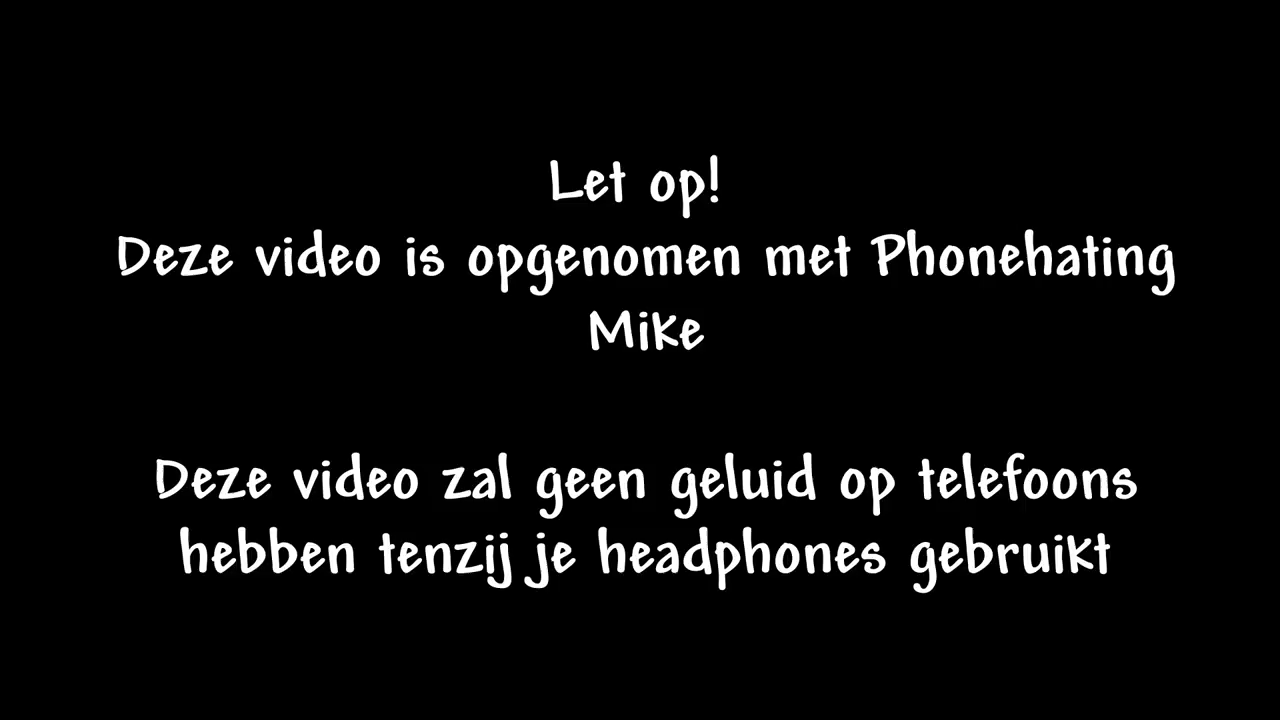 Let op!
Deze video is opgenomen met Phonehating
Mike
Deze video zal geen geluid op telefoons
hebben tenzij je headphones gebruikt